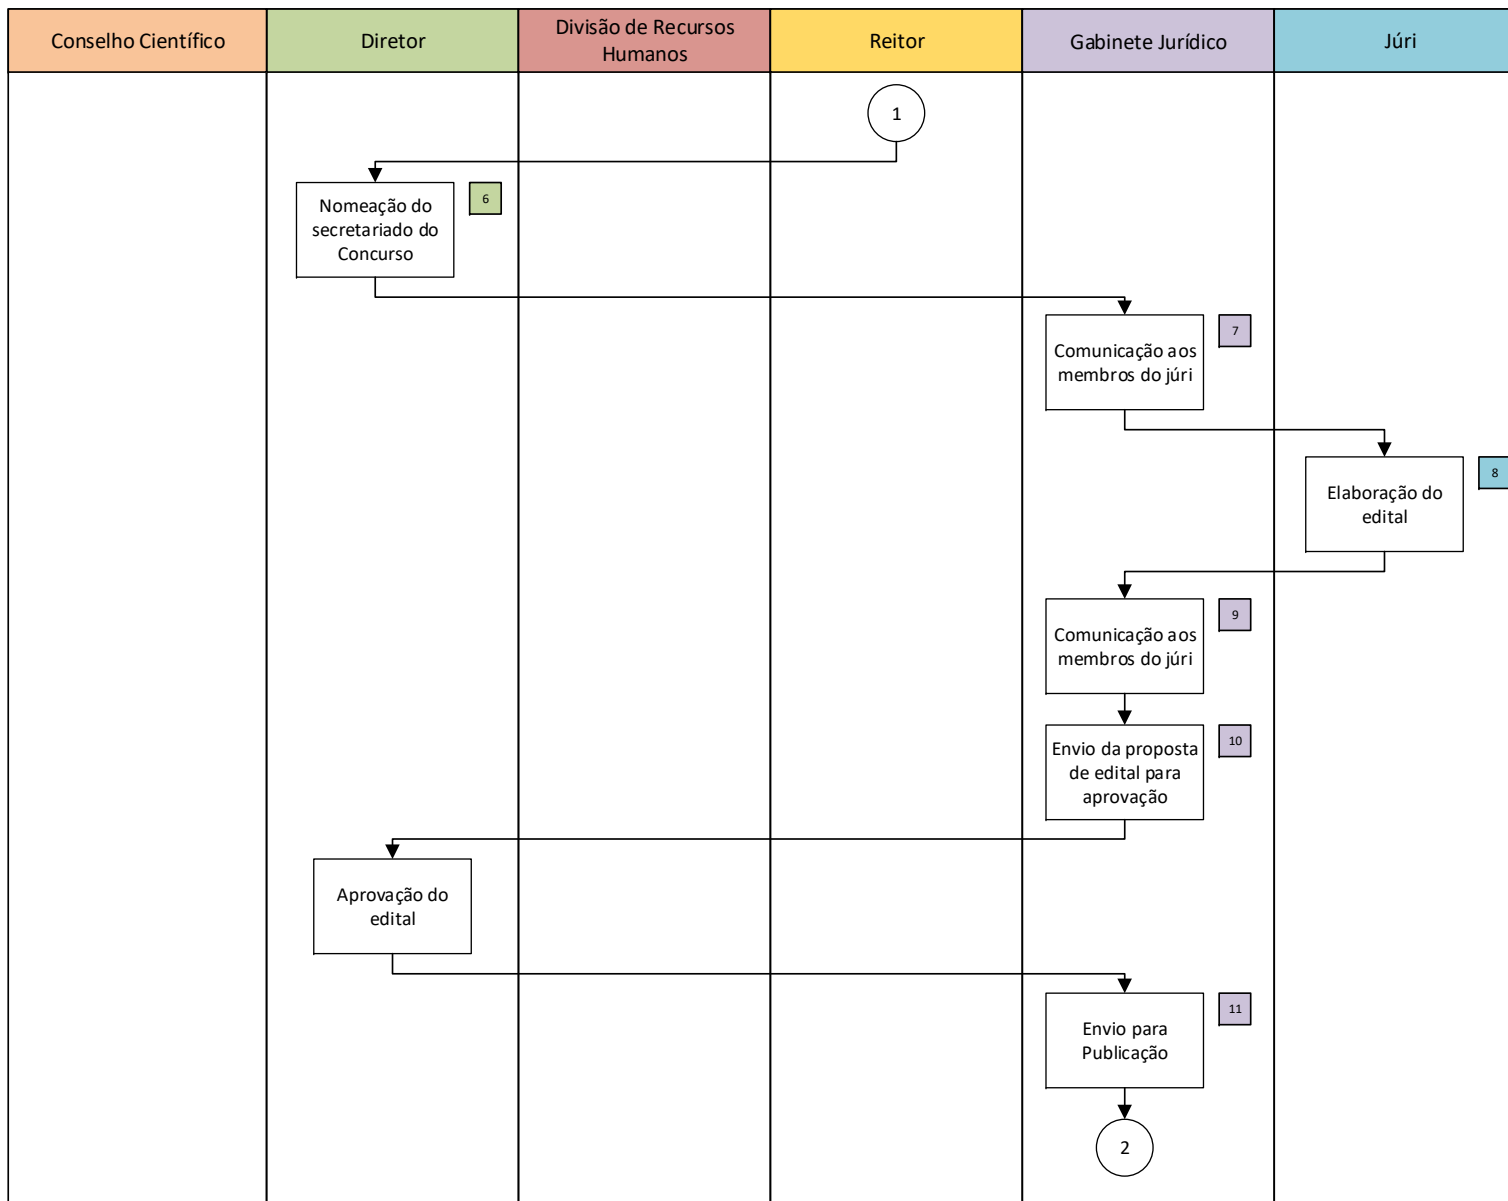 Conselho Científico
Diretor
Divisão de Recursos
Humanos
Reitor
Gabinete Jurídico
Júri
1
Nomeação do
secretariado do
Concurso
6
Comunicação aos
membros do júri
7
Elaboração do
edital
8
Comunicação aos
membros do júri
9
Envio da proposta
de edital para
aprovação
10
Aprovação do
edital
Envio para
Publicação
11
2